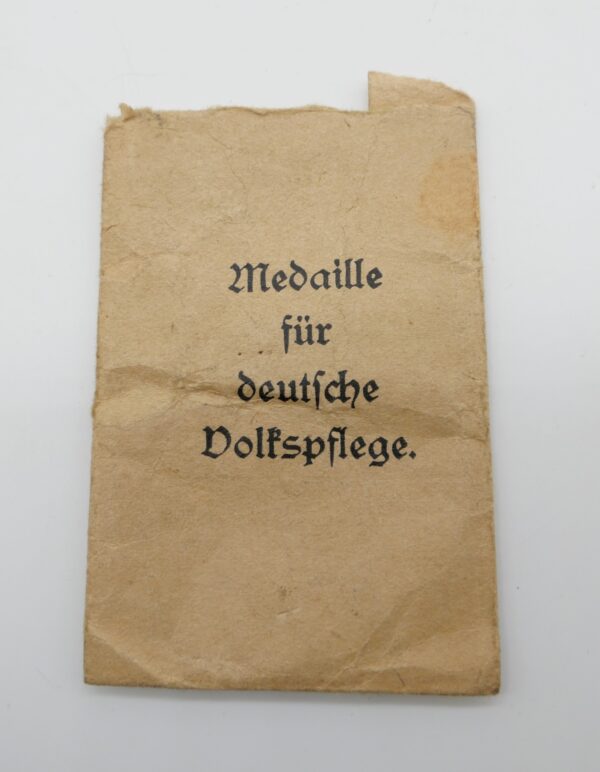 Medaille
für
deutſche
Volkspflege.